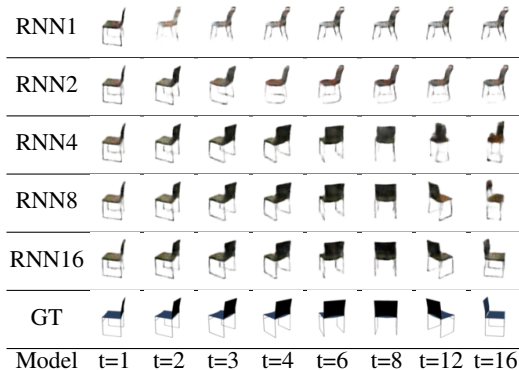 RNN1
RNN2
RNN4
RNN8
RNN16
GT
Model t=1 t=2 t=3 t=4 t=6 t=8 t=12 t=16